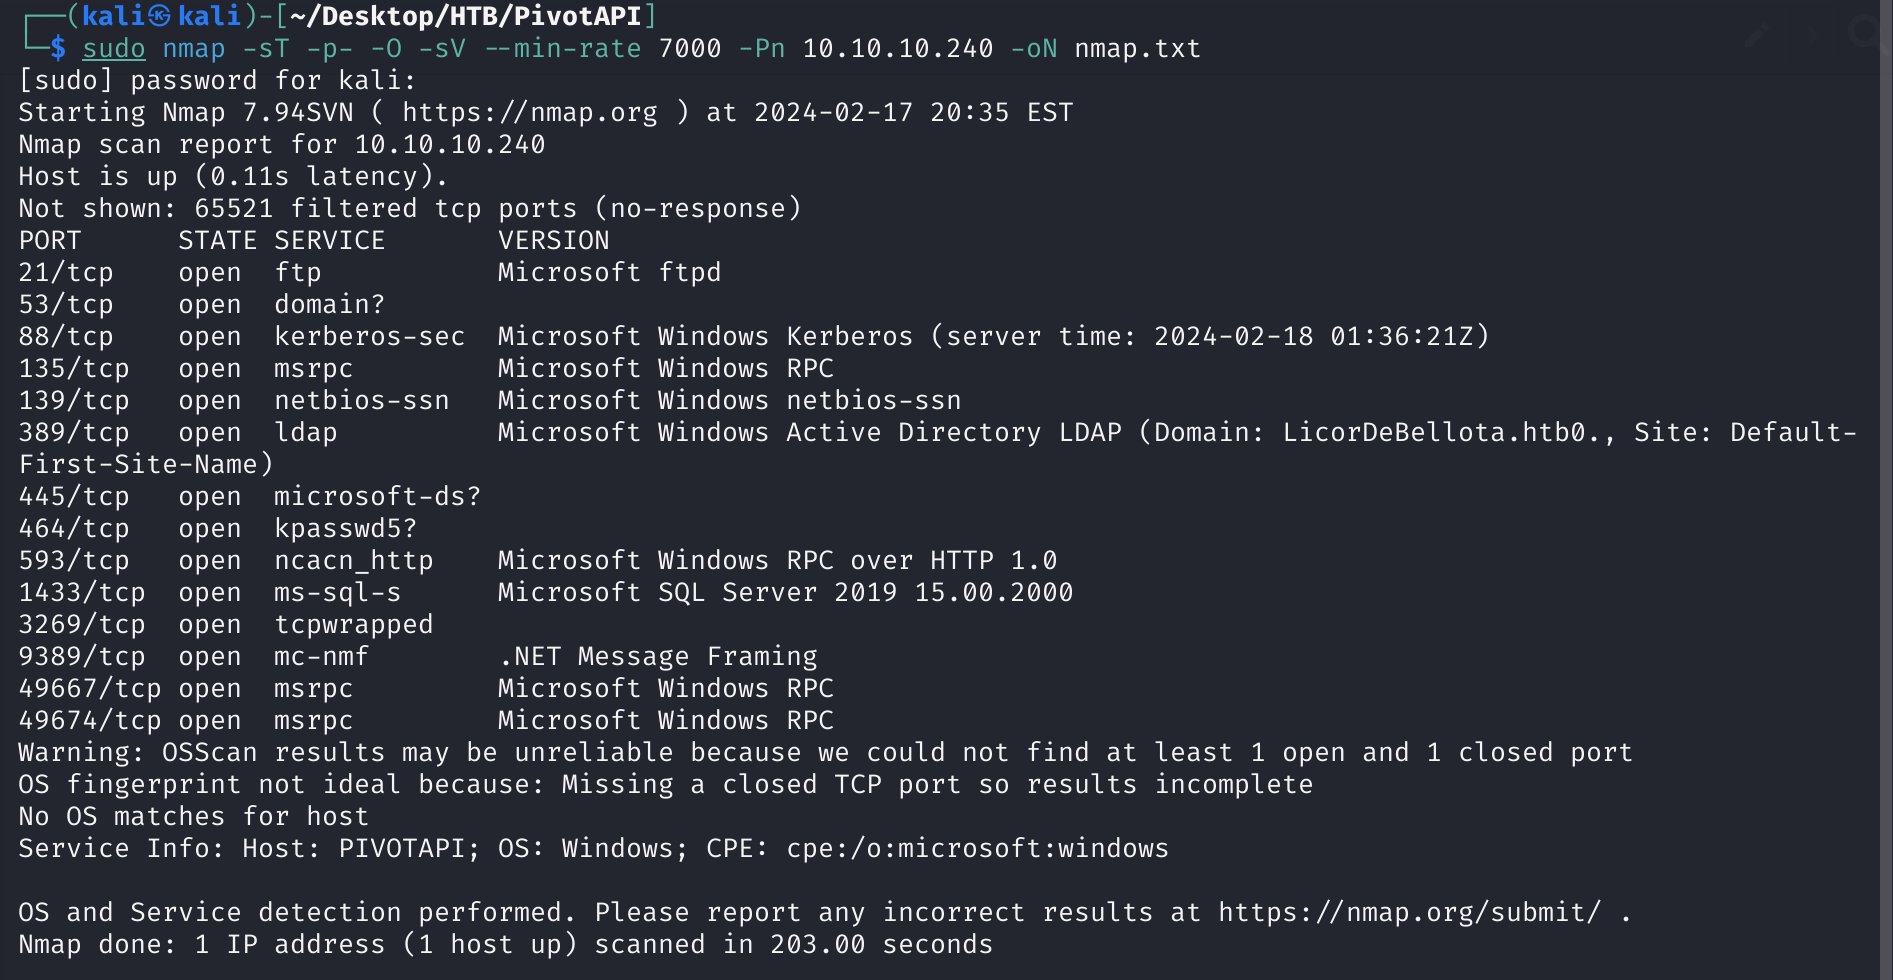 ┌──(kali㉿kali)-[~/Desktop/HTB/PivotAPI]
└─$ sudo nmap -sT -p- -O -sV --min-rate 7000 -Pn 10.10.10.240 -oN nmap.txt
[sudo] password for kali:
Starting Nmap 7.94SVN ( https://nmap.org ) at 2024-02-17 20:35 EST
Nmap scan report for 10.10.10.240
Host is up (0.11s latency).
Not shown: 65521 filtered tcp ports (no-response)
PORT      STATE SERVICE       VERSION
21/tcp    open  ftp           Microsoft ftpd
53/tcp    open  domain?
88/tcp    open  kerberos-sec  Microsoft Windows Kerberos (server time: 2024-02-18 01:36:21Z)
135/tcp   open  msrpc         Microsoft Windows RPC
139/tcp   open  netbios-ssn   Microsoft Windows netbios-ssn
389/tcp   open  ldap          Microsoft Windows Active Directory LDAP (Domain: LicorDeBellota.htb0., Site: Default-
First-Site-Name)
445/tcp   open  microsoft-ds?
464/tcp   open  kpasswd5?
593/tcp   open  ncacn_http    Microsoft Windows RPC over HTTP 1.0
1433/tcp  open  ms-sql-s      Microsoft SQL Server 2019 15.00.2000
3269/tcp  open  tcpwrapped
9389/tcp  open  mc-nmf        .NET Message Framing
49667/tcp open  msrpc         Microsoft Windows RPC
49674/tcp open  msrpc         Microsoft Windows RPC
Warning: OSScan results may be unreliable because we could not find at least 1 open and 1 closed port
OS fingerprint not ideal because: Missing a closed TCP port so results incomplete
No OS matches for host
Service Info: Host: PIVOTAPI; OS: Windows; CPE: cpe:/o:microsoft:windows

OS and Service detection performed. Please report any incorrect results at https://nmap.org/submit/ .
Nmap done: 1 IP address (1 host up) scanned in 203.00 seconds